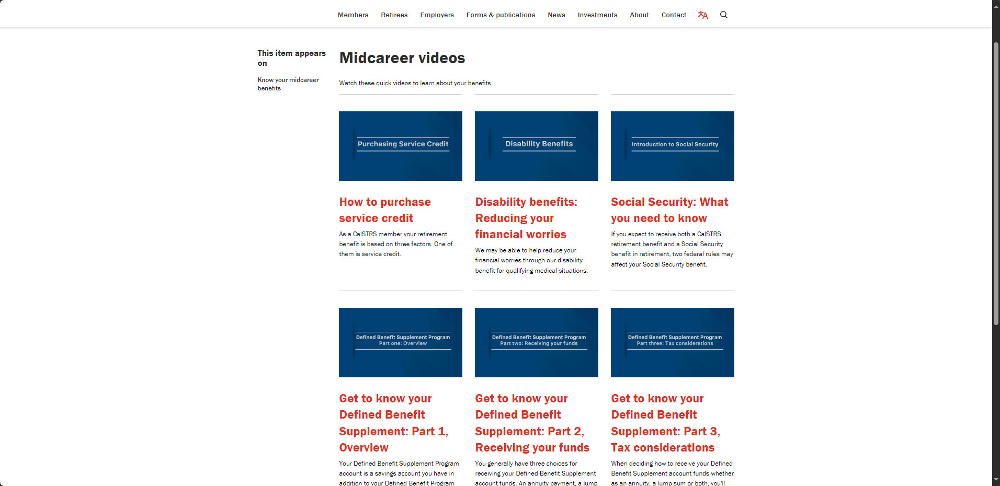 Members Retirees Employers Forms & publications News Investments About Contact
This item appears
on
Know your midcareer
benefits
Midcareer videos
Watch these quick videos to learn about your benefits.
Purchasing Service Credit
How to purchase
service credit
As a CalSTRS member your retirement
benefit is based on three factors. One of
them is service credit.
Disability Benefits
Disability benefits:
Reducing your
financial worries
We may be able to help reduce your
financial worries through our disability
benefit for qualifying medical situations.
Introduction to Social Security
Social Security: What
you need to know
If you expect to receive both a CalSTRS
retirement benefit and a Social Security
benefit in retirement, two federal rules may
affect your Social Security benefit.
Defined Benefit Supplement Program
Part one: Overview
Get to know your
Defined Benefit
Supplement: Part 1,
Overview
Your Defined Benefit Supplement Program
account is a savings account you have in
addition to your Defined Benefit Program
Defined Benefit Supplement Program
Part two: Receiving your funds
Get to know your
Defined Benefit
Supplement: Part 2,
Receiving your funds
You generally have three choices for
receiving your Defined Benefit Supplement
account funds. An annuity payment, a lump
Defined Benefit Supplement Program
Part three: Tax considerations
Get to know your
Defined Benefit
Supplement: Part 3,
Tax considerations
When deciding how to receive your Defined
Benefit Supplement account funds whether
as an annuity, a lump sum or both, you'll